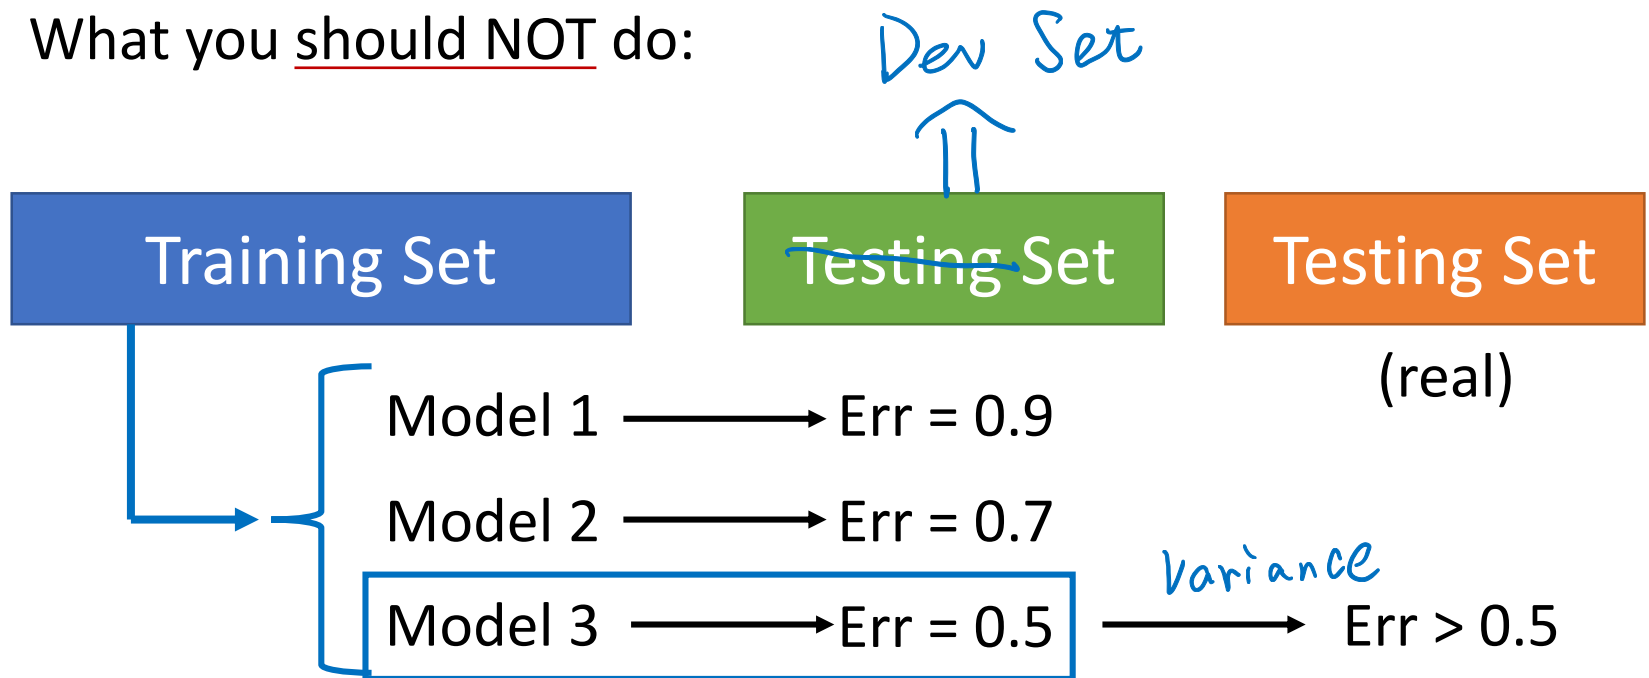 What you should NOT do:
Dev Set
Training Set
Testing Set
Testing Set
(real)
Model 1
Err = 0.9
Model 2
Err = 0.7
Variance
Model 3
Err = 0.5
Err > 0.5